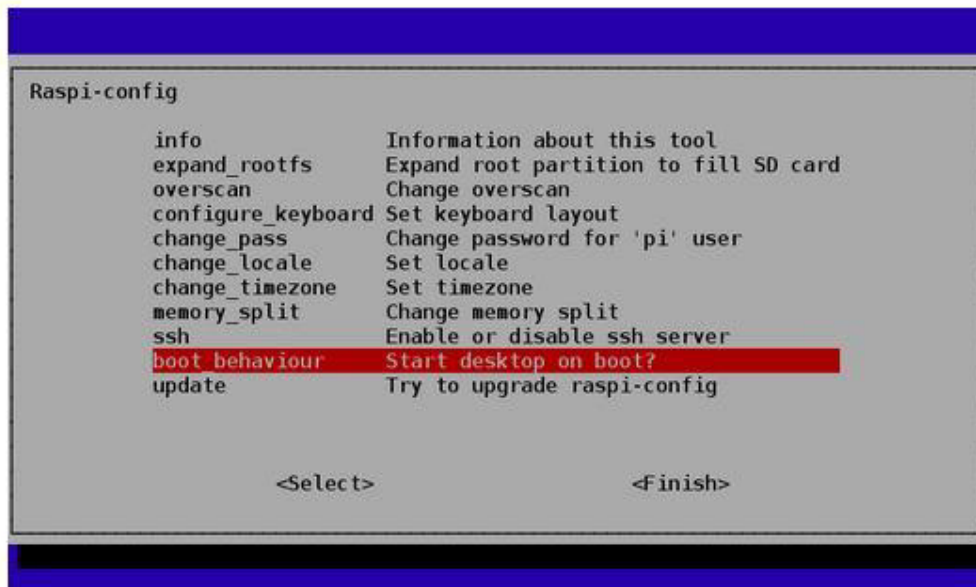 Raspi-config
info Information about this tool
expand_rootfs Expand root partition to fill SD card
overscan Change overscan
configure_keyboard Set keyboard layout
change_pass Change password for 'pi' user
change_locale Set locale
change_timezone Set timezone
memory_split Change memory split
ssh Enable or disable ssh server
boot_behaviour Start desktop on boot?
update Try to upgrade raspi-config
<Select> <Finish>